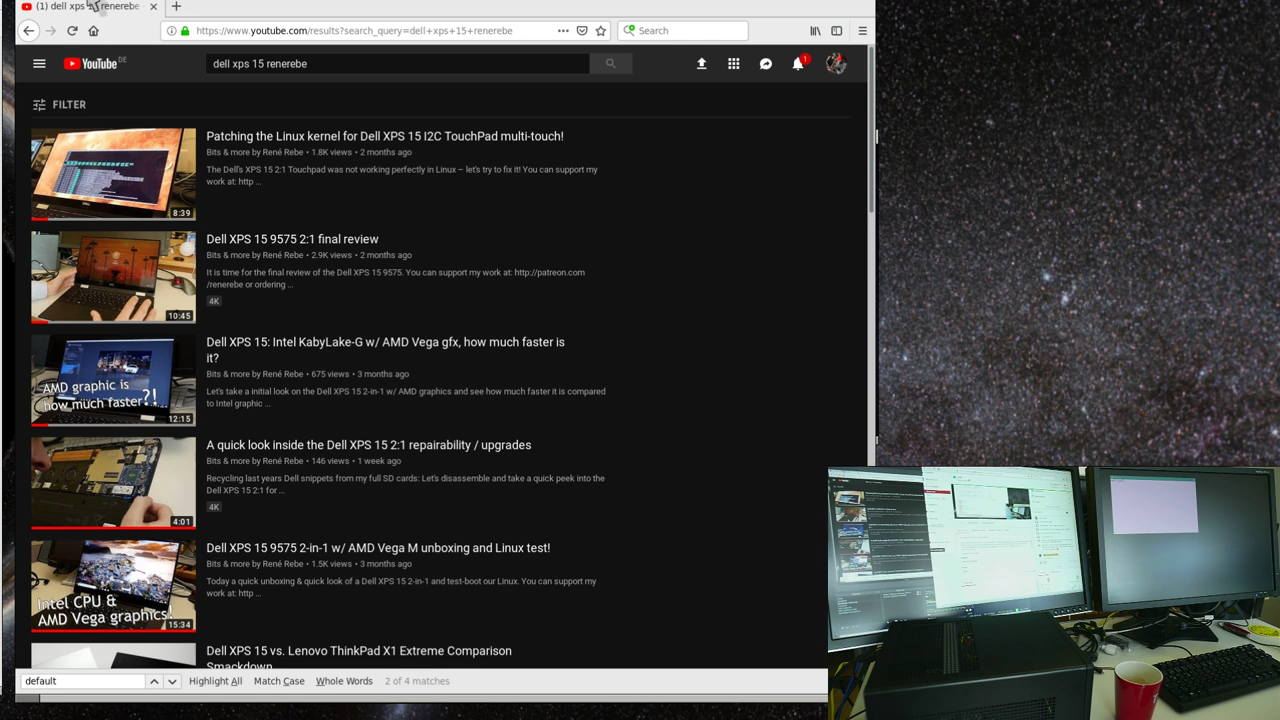 (1) dell xps 15 renerebe
https://www.youtube.com/results?search_query=dell+xps+15+renerebe
Search
YouTube DE
dell xps 15 renerebe
1
FILTER
Patching the Linux kernel for Dell XPS 15 I2C TouchPad multi-touch!
Bits & more by René Rebe • 1.8K views • 2 months ago
The Dell's XPS 15 2:1 Touchpad was not working perfectly in Linux – let's try to fix it! You can support my
work at: http ...
8:39
Dell XPS 15 9575 2:1 final review
Bits & more by René Rebe • 2.9K views • 2 months ago
It is time for the final review of the Dell XPS 15 9575. You can support my work at: http://patreon.com
/renerebe or ordering ...
4K
10:45
Dell XPS 15: Intel KabyLake-G w/ AMD Vega gfx, how much faster is
it?
Bits & more by René Rebe • 675 views • 3 months ago
Let's take a initial look on the Dell XPS 15 2-in-1 w/ AMD graphics and see how much faster it is compared
to Intel graphic ...
AMD graphic is
how much faster?!
12:15
A quick look inside the Dell XPS 15 2:1 repairability / upgrades
Bits & more by René Rebe • 146 views • 1 week ago
Recycling last years Dell snippets from my full SD cards: Let's disassemble and take a quick peek into the
Dell XPS 15 2:1 for ...
4K
4:01
Dell XPS 15 9575 2-in-1 w/ AMD Vega M unboxing and Linux test!
Bits & more by René Rebe • 1.5K views • 3 months ago
Today a quick unboxing & quick look of a Dell XPS 15 2-in-1 and test-boot our Linux. You can support my
work at: http ...
Intel CPU &
AMD Vega graphics!
15:34
Dell XPS 15 vs. Lenovo ThinkPad X1 Extreme Comparison
Smackdown
default
Highlight All
Match Case
Whole Words
2 of 4 matches